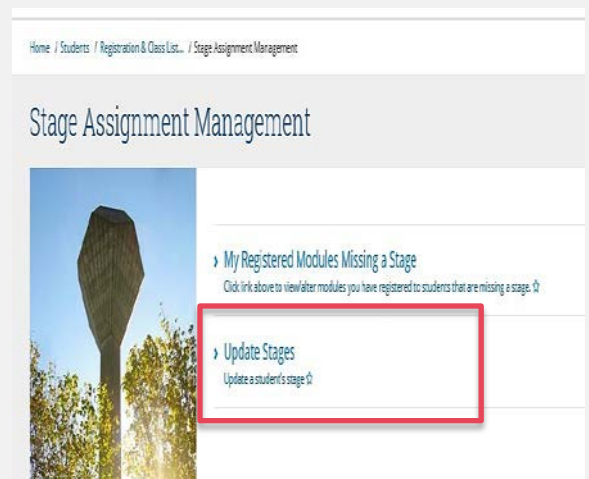 Home / Students / Registration & Class List... / Stage Assignment Management
Stage Assignment Management
› My Registered Modules Missing a Stage
Click link above to view/alter modules you have registered to students that are missing a stage. ☆
› Update Stages
Update a student's stage ☆